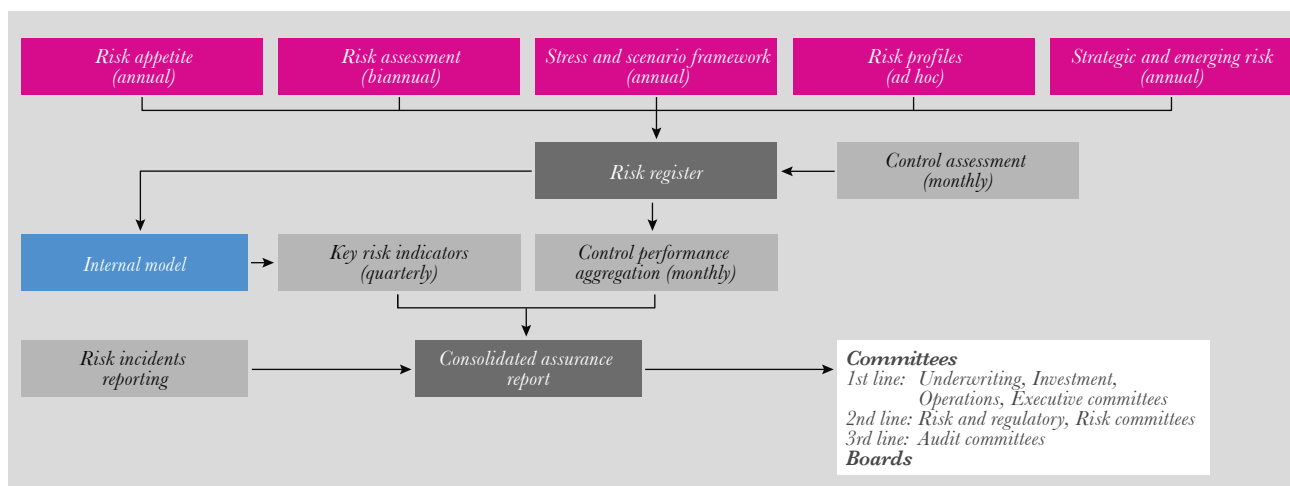 Risk appetite
(annual)
Risk assessment
(biannual)
Stress and scenario framework
(annual)
Risk profiles
(ad hoc)
Strategic and emerging risk
(annual)
Risk register
Control assessment
(monthly)
Internal model
Key risk indicators
(quarterly)
Control performance
aggregation (monthly)
Risk incidents
reporting
Consolidated assurance
report
Committees
1st line: Underwriting, Investment,
Operations, Executive committees
2nd line: Risk and regulatory, Risk committees
3rd line: Audit committees
Boards